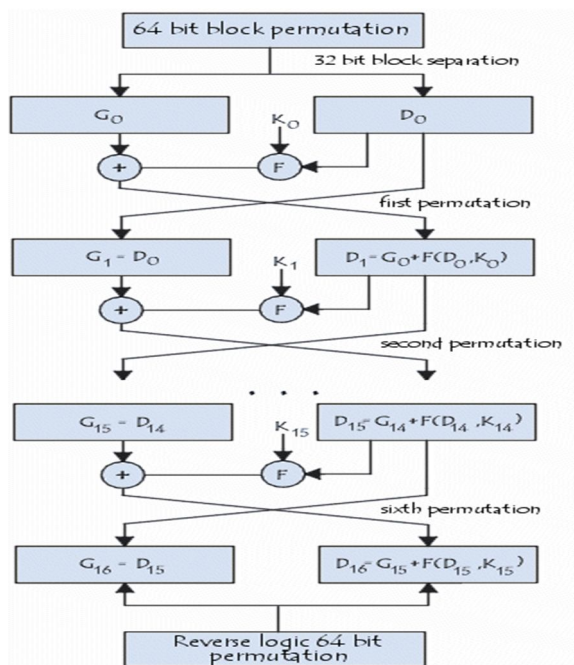 64 bit block permutation
32 bit block separation
G₀
K₀
D₀
+
F
first permutation
G₁ = D₀
K₁
D₁=G₀+F(D₀,K₀)
+
F
second permutation
. . .
G₁₅ = D₁₄
K₁₅
D₁₅=G₁₄+F(D₁₄,K₁₄)
+
F
sixth permutation
G₁₆ = D₁₅
D₁₆=G₁₅+F(D₁₅,K₁₅)
Reverse logic 64 bit
permutation